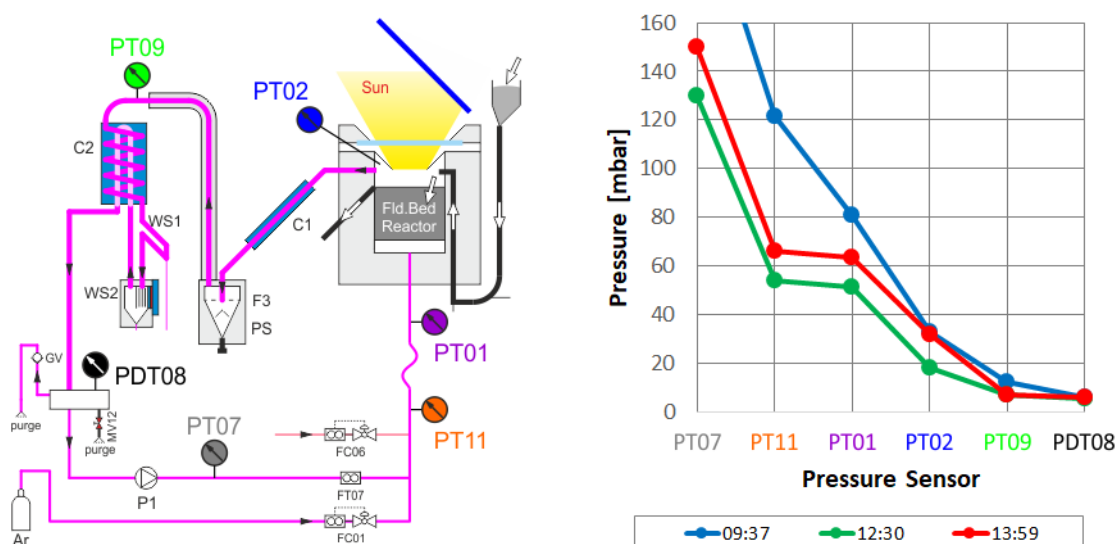 PT09
PT02
Sun
C2
WS1
C1
Fld.Bed
Reactor
WS2
F3
PS
PT01
GV
PDT08
purge
MV12
purge
PT07
PT11
FC06
P1
FT07
Ar
FC01
Pressure [mbar]
160
140
120
100
80
60
40
20
0
PT07 PT11 PT01 PT02 PT09 PDT08
Pressure Sensor
09:37 12:30 13:59